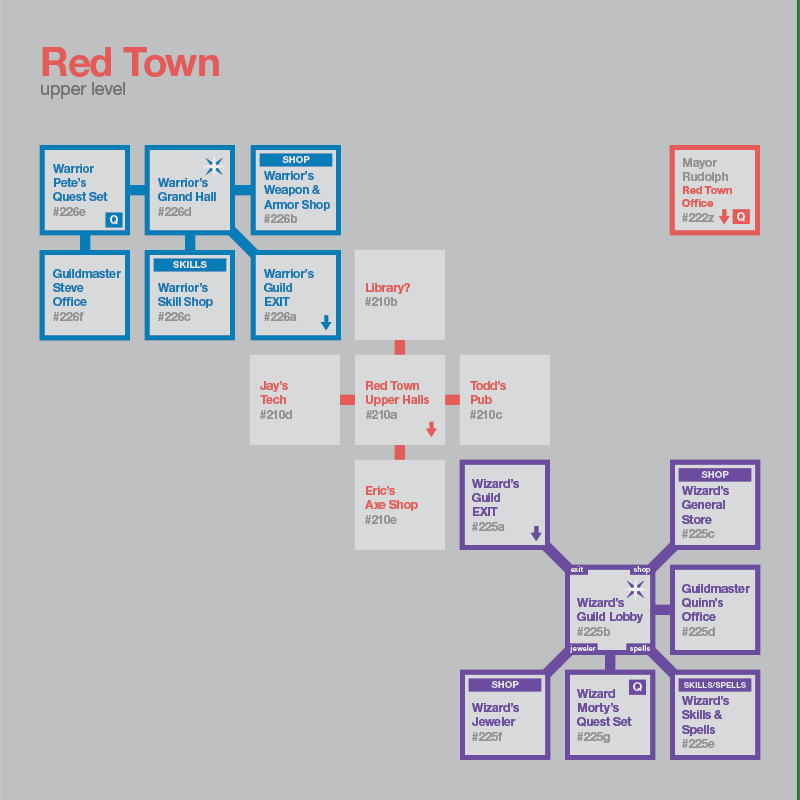 Red Town
upper level
Warrior
Pete's
Quest Set
#226e
Q
Warrior's
Grand Hall
#226d
SHOP
Warrior's
Weapon &
Armor Shop
#226b
Mayor
Rudolph
Red Town
Office
#222z
Q
Guildmaster
Steve
Office
#226f
SKILLS
Warrior's
Skill Shop
#226c
Warrior's
Guild
EXIT
#226a
Library?
#210b
Jay's
Tech
#210d
Red Town
Upper Halls
#210a
Todd's
Pub
#210c
Eric's
Axe Shop
#210e
Wizard's
Guild
EXIT
#225a
SHOP
Wizard's
General
Store
#225c
exit
shop
Wizard's
Guild Lobby
#225b
jeweler
spells
Guildmaster
Quinn's
Office
#225d
SHOP
Wizard's
Jeweler
#225f
Q
Wizard
Morty's
Quest Set
#225g
SKILLS/SPELLS
Wizard's
Skills &
Spells
#225e